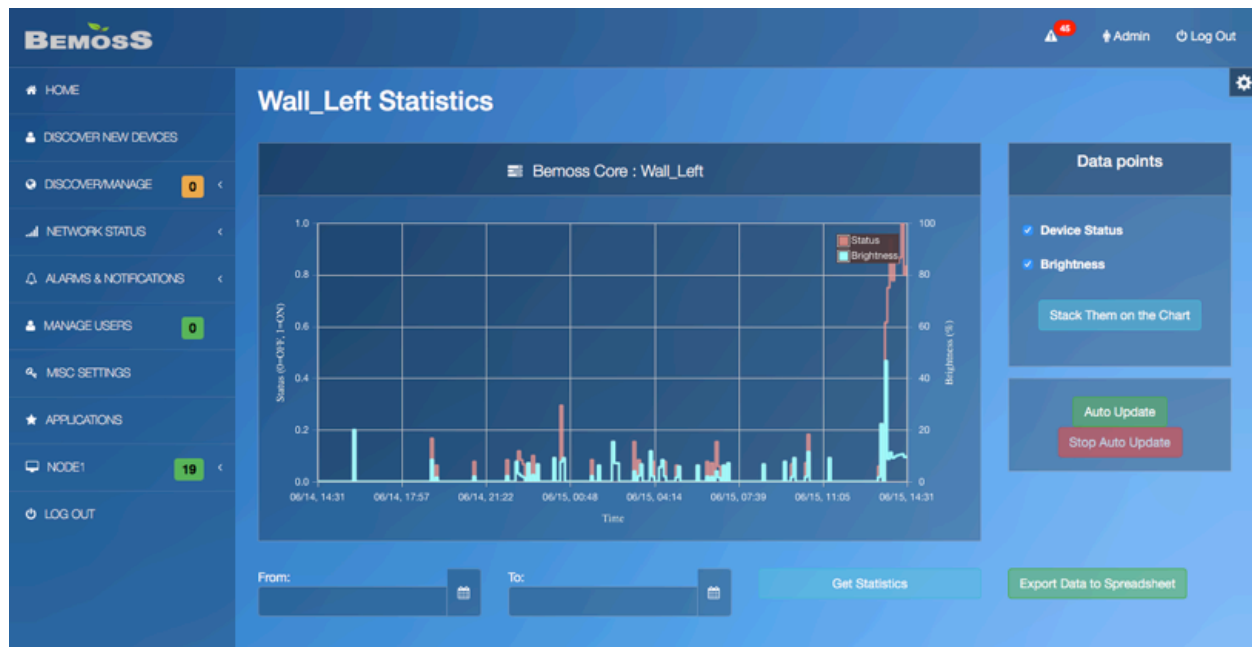 BEMOSS
45
Admin
Log Out
HOME
DISCOVER NEW DEVICES
DISCOVER/MANAGE 0
NETWORK STATUS
ALARMS & NOTIFICATIONS
MANAGE USERS 0
MISC SETTINGS
APPLICATIONS
NODE1 19
LOG OUT
Wall_Left Statistics
Bemoss Core : Wall_Left
Status
Brightness
1.0
0.8
0.6
0.4
0.2
0.0
Status (0=OFF, 1=ON)
100
80
60
40
20
0
Brightness (%)
06/14, 14:31 06/14, 17:57 06/14, 21:22 06/15, 00:48 06/15, 04:14 06/15, 07:39 06/15, 11:05 06/15, 14:31
Time
Data points
Device Status
Brightness
Stack Them on the Chart
Auto Update
Stop Auto Update
From:
To:
Get Statistics
Export Data to Spreadsheet